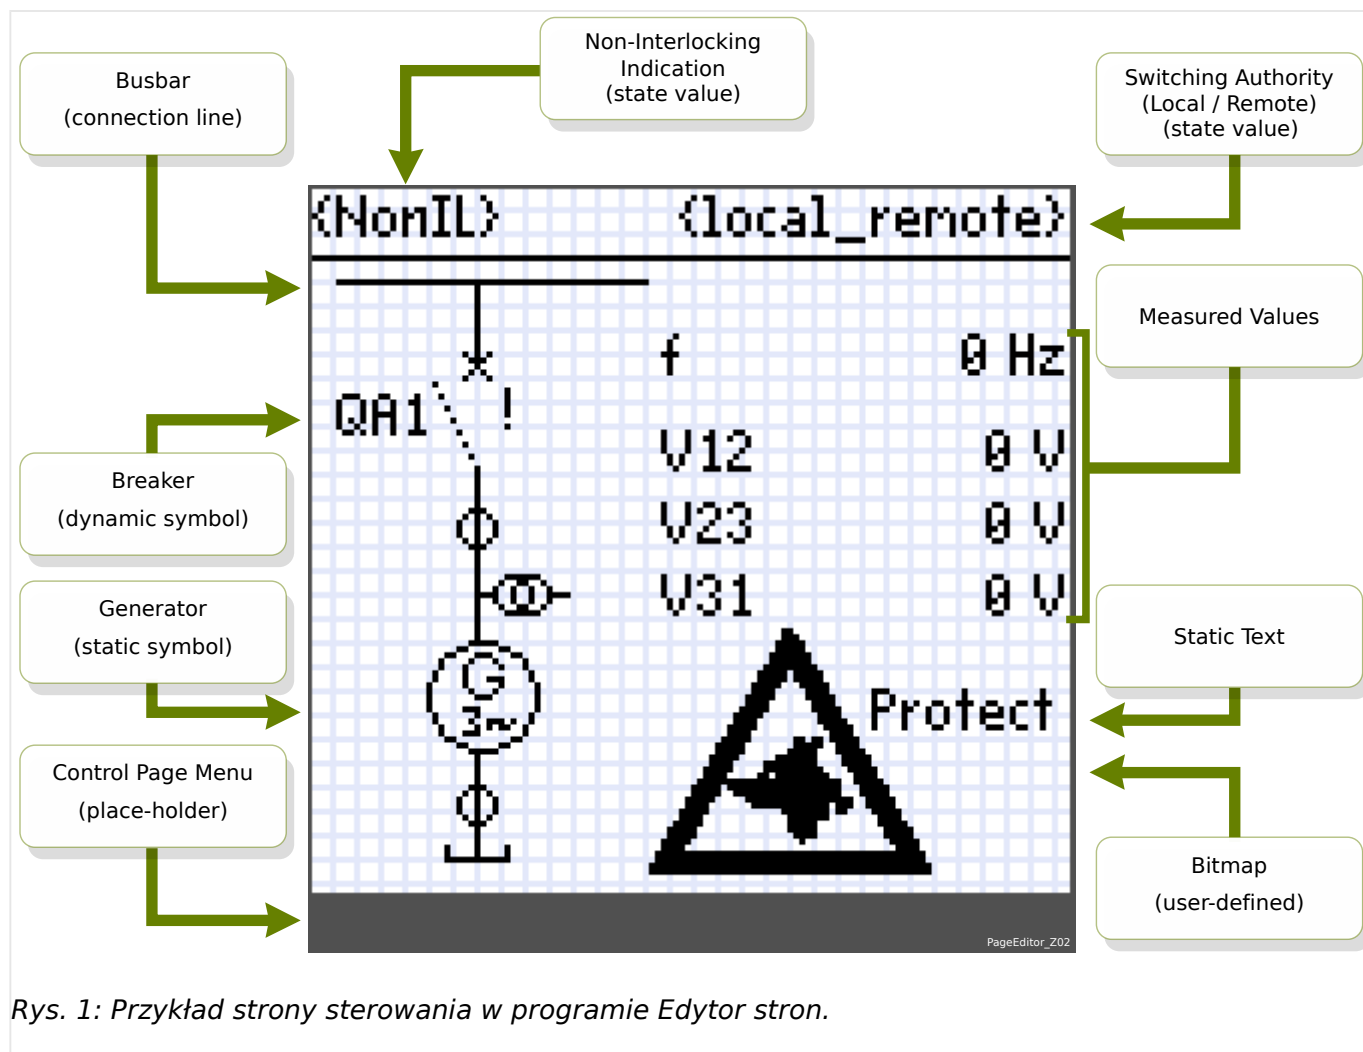 Non-Interlocking
Indication
(state value)
Busbar
(connection line)
Switching Authority
(Local / Remote)
(state value)
{NonIL}
{local_remote}
Measured Values
f 0 Hz
QA1 !
V12 0 V
Breaker
(dynamic symbol)
V23 0 V
V31 0 V
Generator
(static symbol)
Static Text
G
3~
Protect
Control Page Menu
(place-holder)
Bitmap
(user-defined)
PageEditor_Z02
Rys. 1: Przykład strony sterowania w programie Edytor stron.